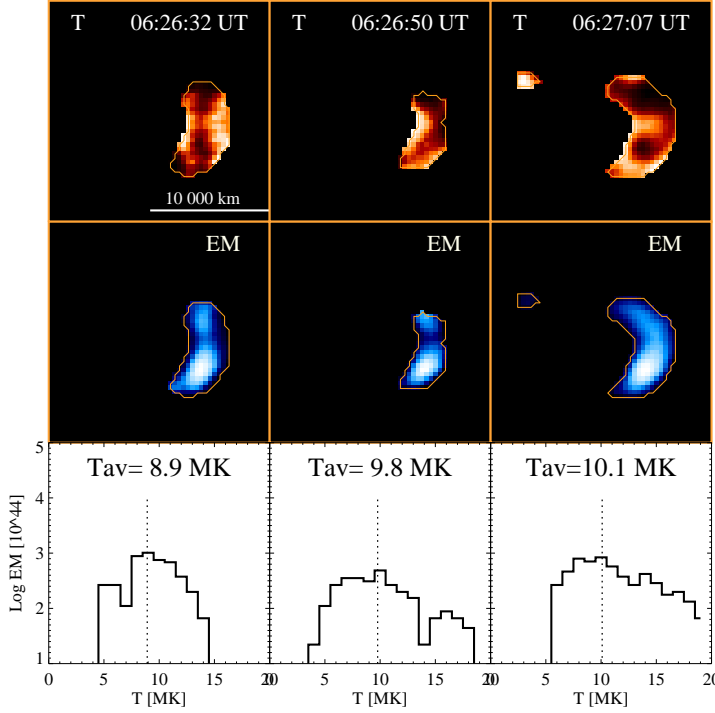 T 06:26:32 UT
T 06:26:50 UT
T 06:27:07 UT
10 000 km
EM
EM
EM
Tav= 8.9 MK
Tav= 9.8 MK
Tav=10.1 MK
Log EM [10^44]
5
4
3
2
1
0 5 10 15 20
0 5 10 15 20
0 5 10 15 20
T [MK]
T [MK]
T [MK]